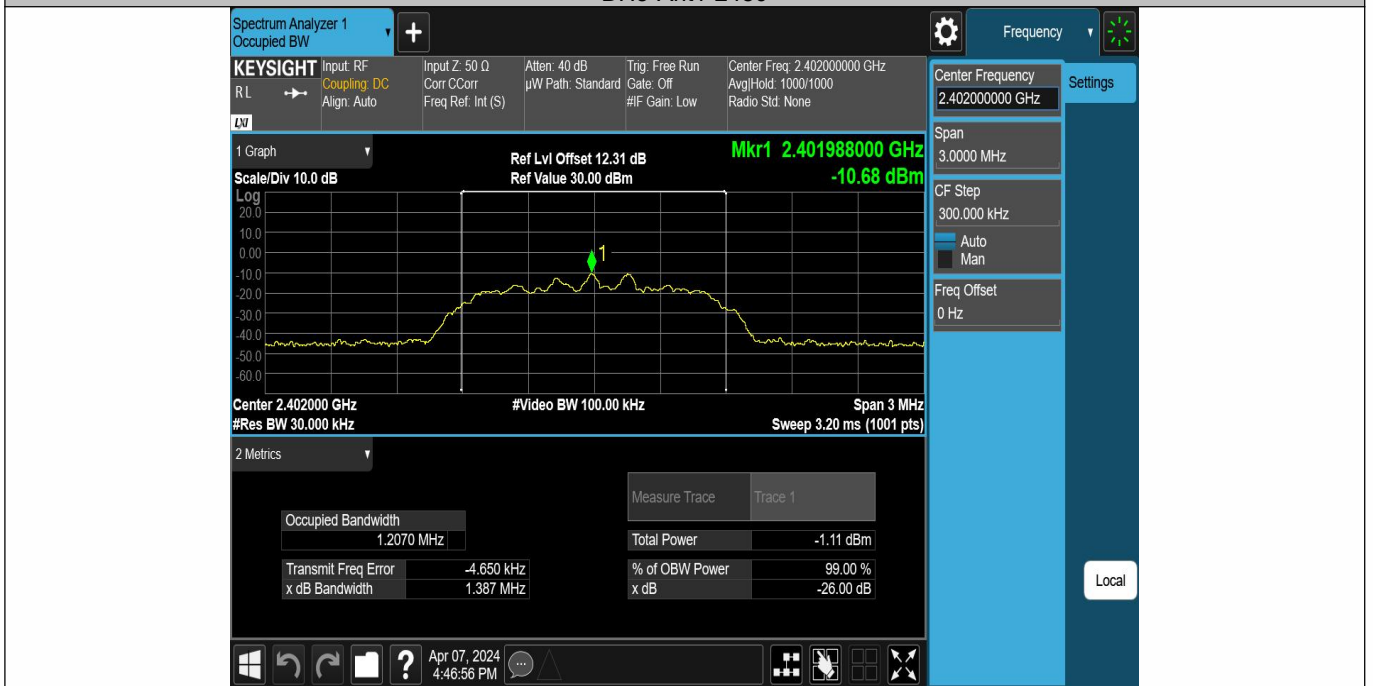 Spectrum Analyzer 1
Occupied BW
Frequency
KEYSIGHT
R L
LXI
Input: RF
Coupling: DC
Align: Auto
Input Z: 50 Ω
Corr CCorr
Freq Ref: Int (S)
Atten: 40 dB
µW Path: Standard
Trig: Free Run
Gate: Off
#IF Gain: Low
Center Freq: 2.402000000 GHz
Avg|Hold: 1000/1000
Radio Std: None
Center Frequency
2.402000000 GHz
Settings
Span
3.0000 MHz
CF Step
300.000 kHz
Auto
Man
Freq Offset
0 Hz
Local
1 Graph
Scale/Div 10.0 dB
Ref Lvl Offset 12.31 dB
Ref Value 30.00 dBm
Mkr1 2.401988000 GHz
-10.68 dBm
Log
20.0
10.0
0.00
-10.0
-20.0
-30.0
-40.0
-50.0
-60.0
1
Center 2.402000 GHz
#Video BW 100.00 kHz
Span 3 MHz
#Res BW 30.000 kHz
Sweep 3.20 ms (1001 pts)
2 Metrics
Measure Trace Trace 1
Occupied Bandwidth
1.2070 MHz
Total Power -1.11 dBm
Transmit Freq Error -4.650 kHz
% of OBW Power 99.00 %
x dB Bandwidth 1.387 MHz
x dB -26.00 dB
Apr 07, 2024
4:46:56 PM